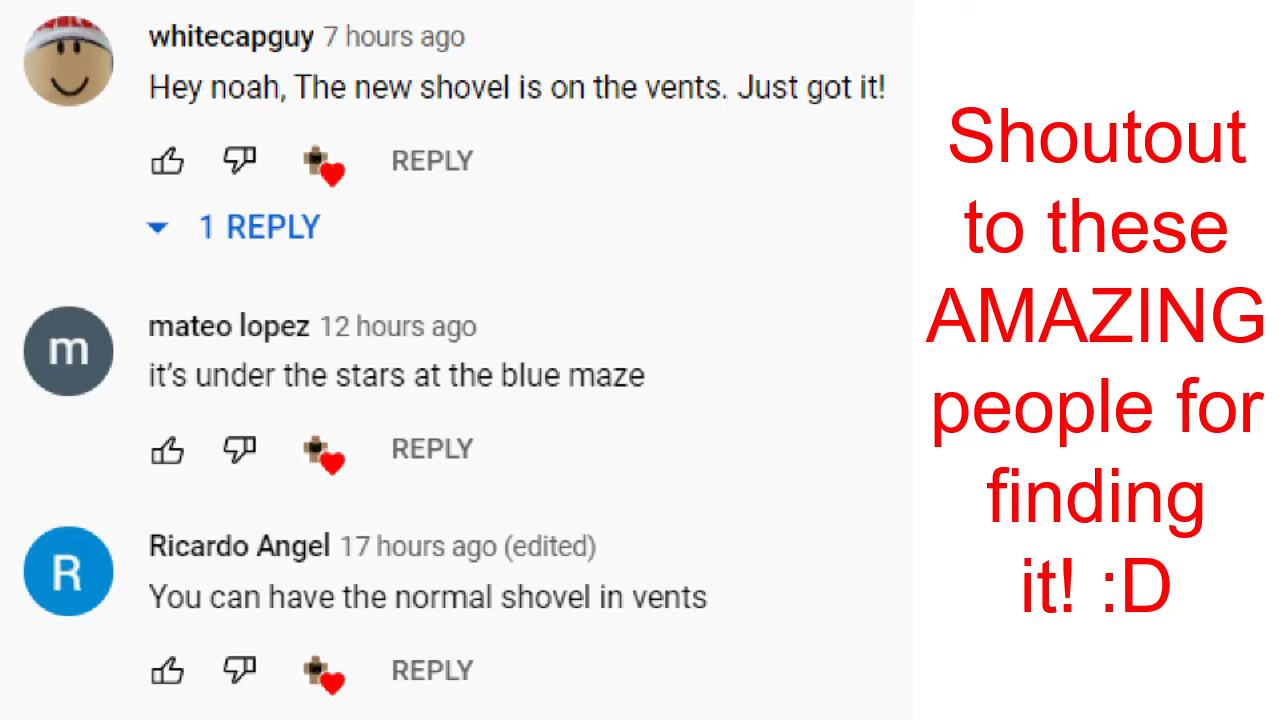 whitecapguy 7 hours ago
Hey noah, The new shovel is on the vents. Just got it!
REPLY
1 REPLY
m
mateo lopez 12 hours ago
it’s under the stars at the blue maze
REPLY
R
Ricardo Angel 17 hours ago (edited)
You can have the normal shovel in vents
REPLY
Shoutout
to these
AMAZING
people for
finding
it! :D